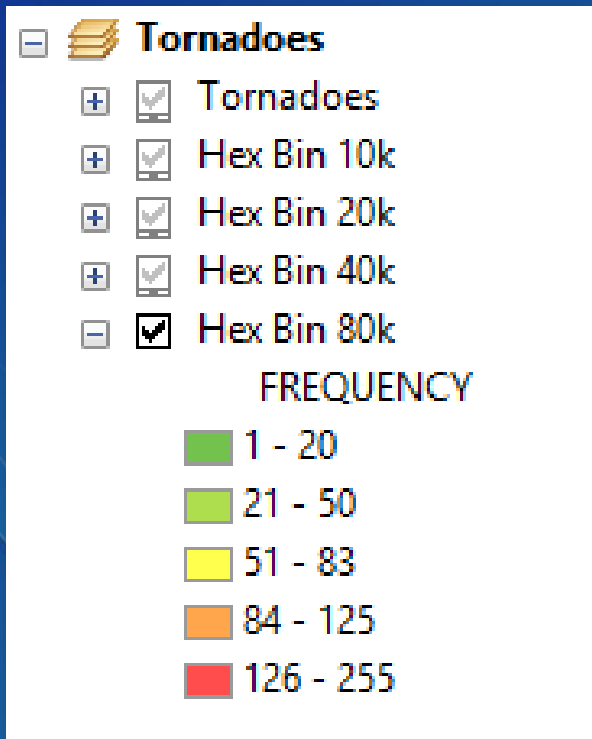 Tornadoes
Tornadoes
Hex Bin 10k
Hex Bin 20k
Hex Bin 40k
Hex Bin 80k
FREQUENCY
1 - 20
21 - 50
51 - 83
84 - 125
126 - 255